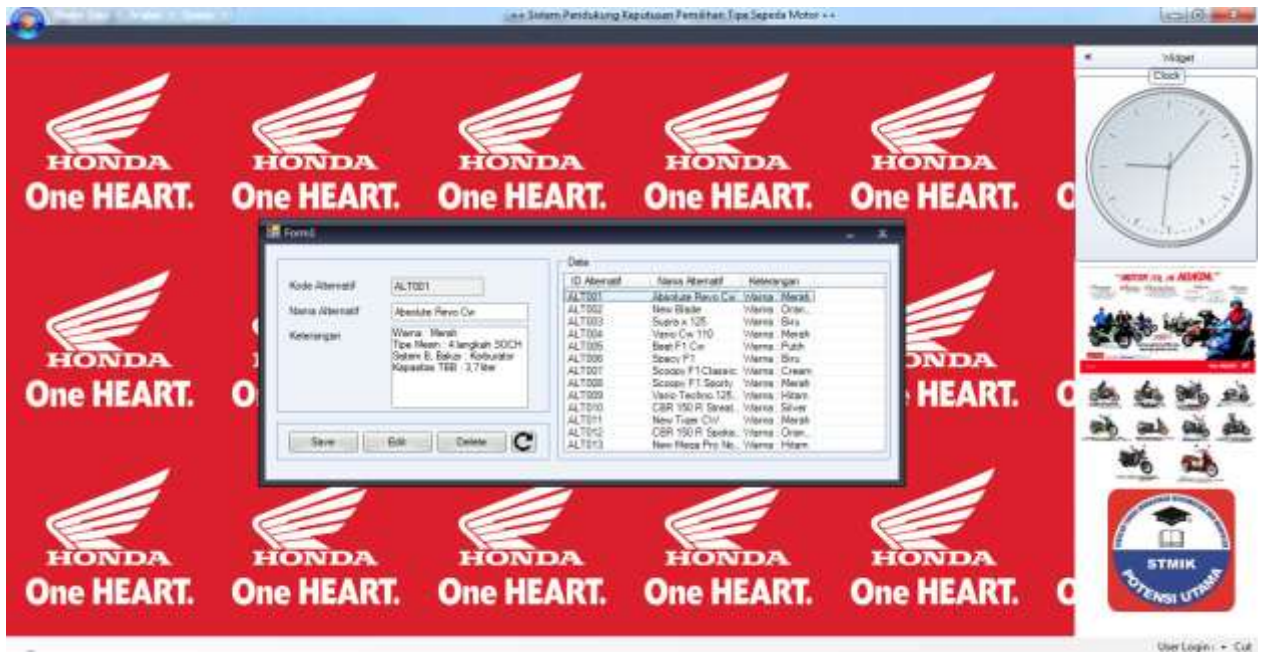 ++ Sistem Pendukung Keputusan Pemilihan Tipe Sepeda Motor ++
Widget
Clock
HONDA HONDA HONDA HONDA HONDA
One HEART. One HEART. One HEART. One HEART. One HEART. O
Form1
Data
Kode Alternatif ALT001
Nama Alternatif Absolute Revo Cw
Keterangan Warna : Merah
Tipe Mesin : 4 langkah SOCH
Sistem B. Bakar : Karburator
Kapasitas TBB : 3,7 liter
Save Edit Delete
ID Alternatif Nama Alternatif Keterangan
ALT001 Absolute Revo Cw Warna : Merah
ALT002 New Blade Warna : Oran...
ALT003 Supra x 125 Warna : Biru
ALT004 Vario Cw 110 Warna : Merah
ALT005 Beat F1 Cw Warna : Putih
ALT006 Spacy F1 Warna : Biru
ALT007 Scoopy F1 Classic Warna : Cream
ALT008 Scoopy F1 Sporty Warna : Merah
ALT009 Vario Techno 125... Warna : Hitam
ALT010 CBR 150 R Streat... Warna : Silver
ALT011 New Tiger CW Warna : Merah
ALT012 CBR 150 R Warna : Oran...
ALT013 New Mega Pro Warna : Hitam
HONDA HONDA
One HEART. O HEART. O
HONDA HONDA HONDA HONDA HONDA
One HEART. One HEART. One HEART. One HEART. One HEART. O
STMIK
POTENSI UTAMA
User Login : + Cut